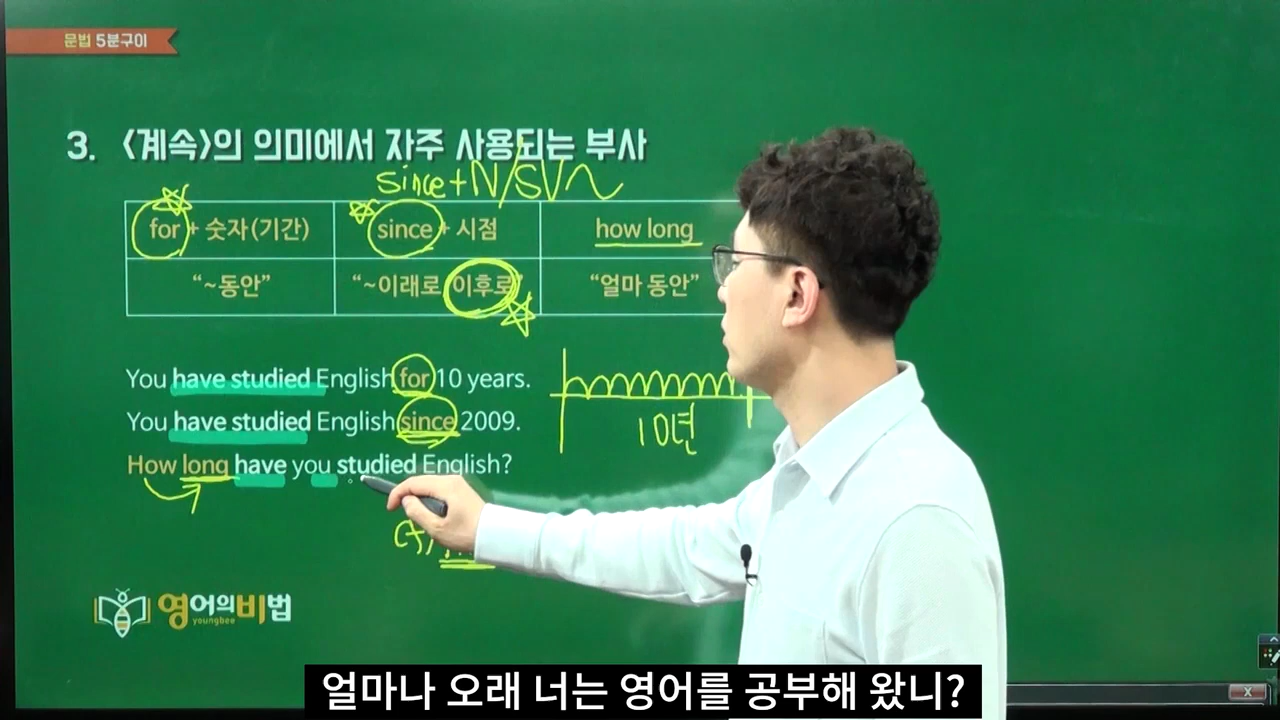 문법 5분구이
3. <계속>의 의미에서 자주 사용되는 부사
since+N/SV~
for + 숫자(기간) since + 시점 how long
“~동안” “~이래로 이후로” “얼마 동안”
You have studied English for 10 years.
You have studied English since 2009.
10년
How long have you studied English?
영어의비법
youngbee
얼마나 오래 너는 영어를 공부해 왔니?
X